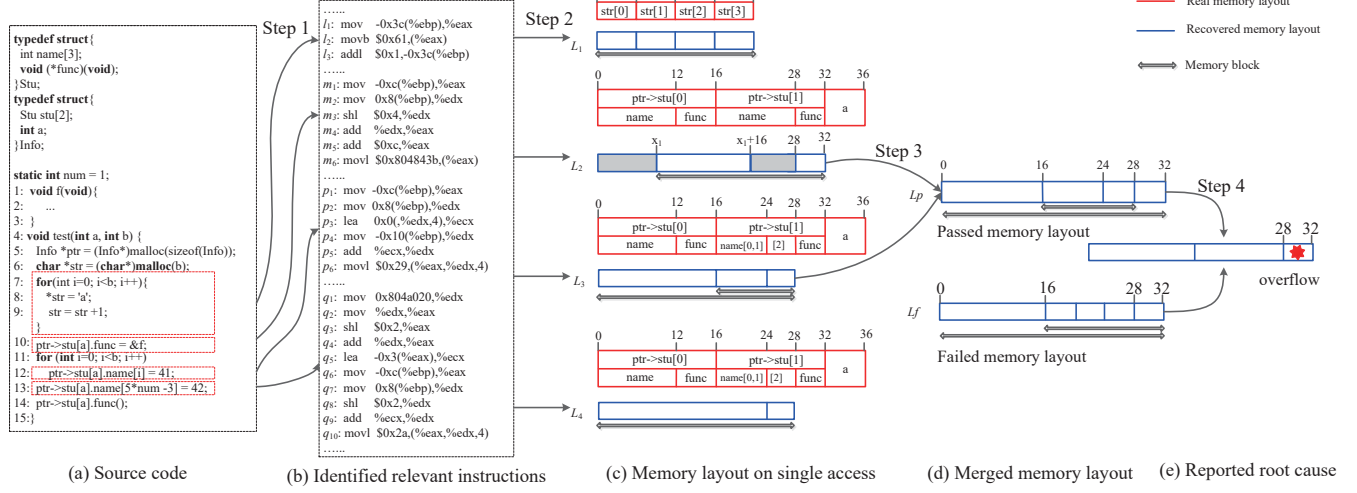 typedef struct{
int name[3];
void (*func)(void);
}Stu;
typedef struct{
Stu stu[2];
int a;
}Info;
static int num = 1;
1: void f(void){
2: ...
3: }
4: void test(int a, int b) {
5: Info *ptr = (Info*)malloc(sizeof(Info));
6: char *str = (char*)malloc(b);
7: for(int i=0; i<b; i++){
8: *str = 'a';
9: str = str +1;
}
10: ptr->stu[a].func = &f;
11: for (int i=0; i<b; i++)
12: ptr->stu[a].name[i] = 41;
13: ptr->stu[a].name[5*num -3] = 42;
14: ptr->stu[a].func();
15:}
(a) Source code
Step 1
......
l1: mov -0x3c(%ebp),%eax
l2: movb $0x61,(%eax)
l3: addl $0x1,-0x3c(%ebp)
......
m1: mov -0xc(%ebp),%eax
m2: mov 0x8(%ebp),%edx
m3: shl $0x4,%edx
m4: add %edx,%eax
m5: add $0xc,%eax
m6: movl $0x804843b,(%eax)
......
p1: mov -0xc(%ebp),%eax
p2: mov 0x8(%ebp),%edx
p3: lea 0x0(,%edx,4),%ecx
p4: mov -0x10(%ebp),%edx
p5: add %ecx,%edx
p6: movl $0x29,(%eax,%edx,4)
......
q1: mov 0x804a020,%edx
q2: mov %edx,%eax
q3: shl $0x2,%eax
q4: add %edx,%eax
q5: lea -0x3(%eax),%ecx
q6: mov -0xc(%ebp),%eax
q7: mov 0x8(%ebp),%edx
q8: shl $0x2,%edx
q9: add %ecx,%edx
q10: movl $0x2a,(%eax,%edx,4)
......
(b) Identified relevant instructions
Step 2
str[0] str[1] str[2] str[3]
L1
0 12 16 28 32 36
ptr->stu[0] ptr->stu[1] a
name func name func
x1 x1+16 28 32
L2
0 12 16 24 28 32 36
ptr->stu[0] ptr->stu[1] a
name func name[0,1] [2] func
L3
0 12 16 24 28 32 36
ptr->stu[0] ptr->stu[1] a
name func name[0,1] [2] func
L4
(c) Memory layout on single access
Real memory layout
Recovered memory layout
Memory block
Step 3
0 16 24 28 32
Lp
Passed memory layout
0 16 28 32
Lf
Failed memory layout
(d) Merged memory layout
Step 4
28 32
overflow
(e) Reported root cause